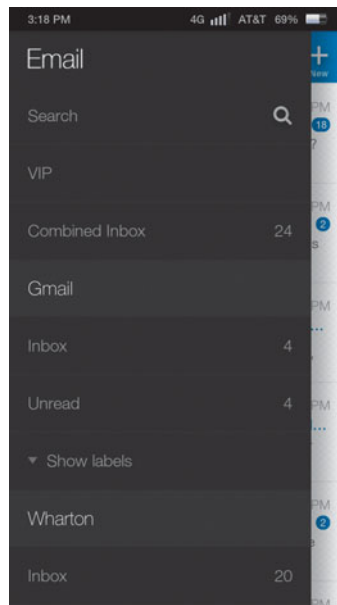 3:18 PM 4G AT&T 69%
Email
New
Search
PM
18
?
VIP
PM
Combined Inbox 24
2
s
Gmail
PM
...
Inbox 4
Unread 4
PM
...
Show labels
PM
Wharton
2
e
Inbox 20
PM